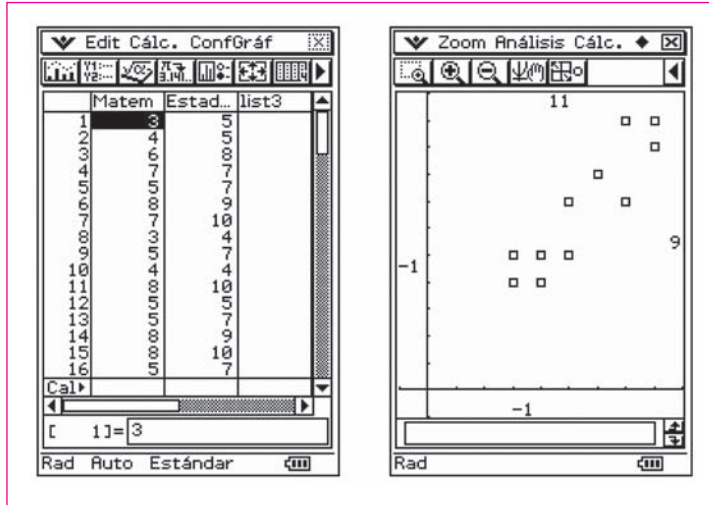 Edit Cálc. ConfGráf
Matem Estad... list3
1 3 5
2 4 5
3 6 8
4 7 7
5 5 7
6 8 9
7 7 10
8 3 4
9 5 7
10 4 4
11 8 10
12 5 5
13 5 7
14 8 9
15 8 10
16 5 7
Cal
[ 1]= 3
Rad Auto Estándar
Zoom Análisis Cálc.
11
9
-1
-1
Rad